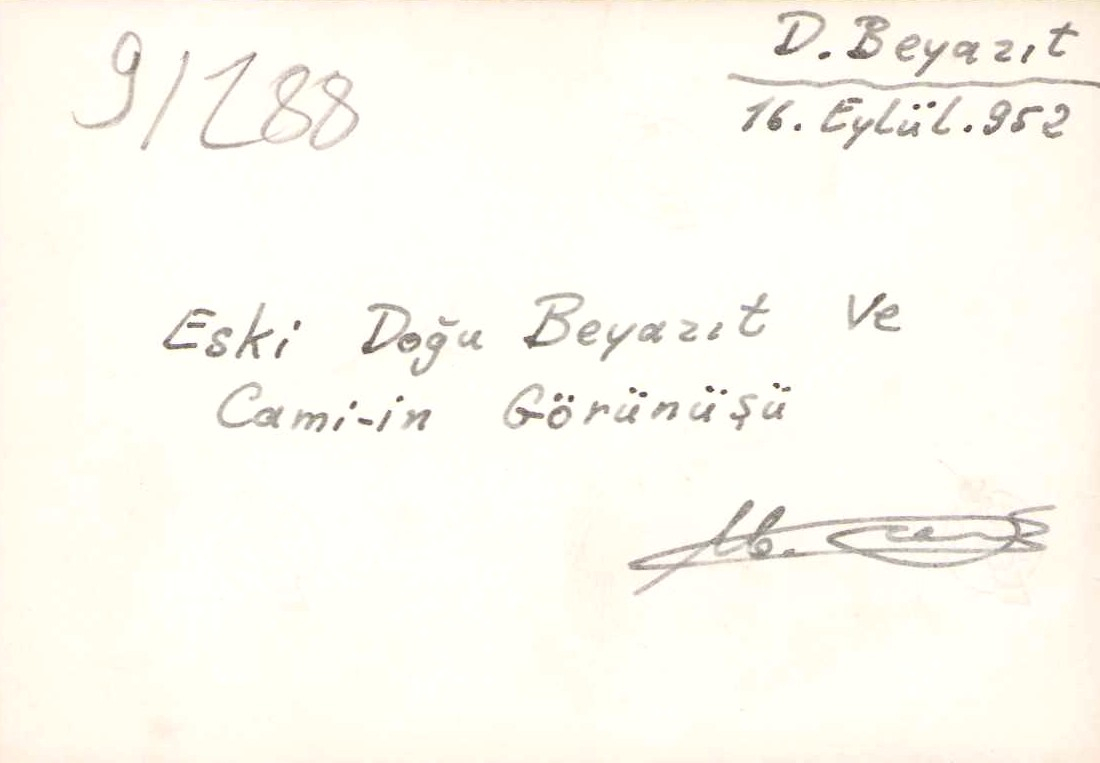 9/288
D. Beyazıt
16. Eylül. 952
Eski Doğu Beyazıt Ve
Cami-in Görünüşü